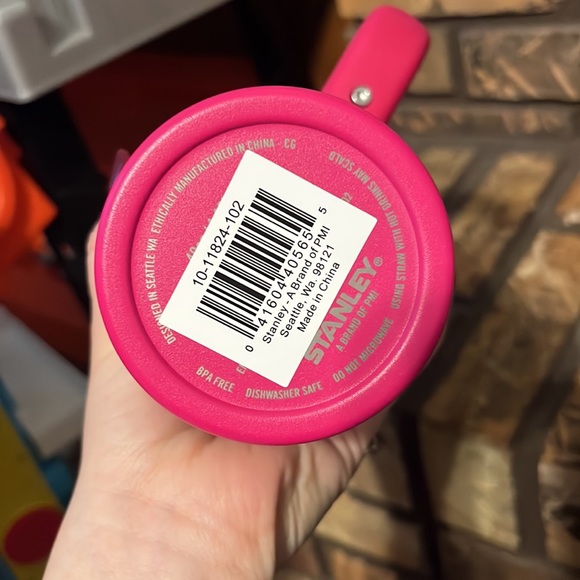 DESIGNED IN SEATTLE WA ETHICALLY MANUFACTURED IN CHINA - CG
USING STRAW WITH HOT DRINKS MAY SCALD
10-11824-102
0 41604 40565 5
Stanley - A Brand of PMI
Seattle, Wa. 98121
Made in China
STANLEY®
A BRAND OF PMI
BPA FREE
DISHWASHER SAFE
DO NOT MICROWAVE